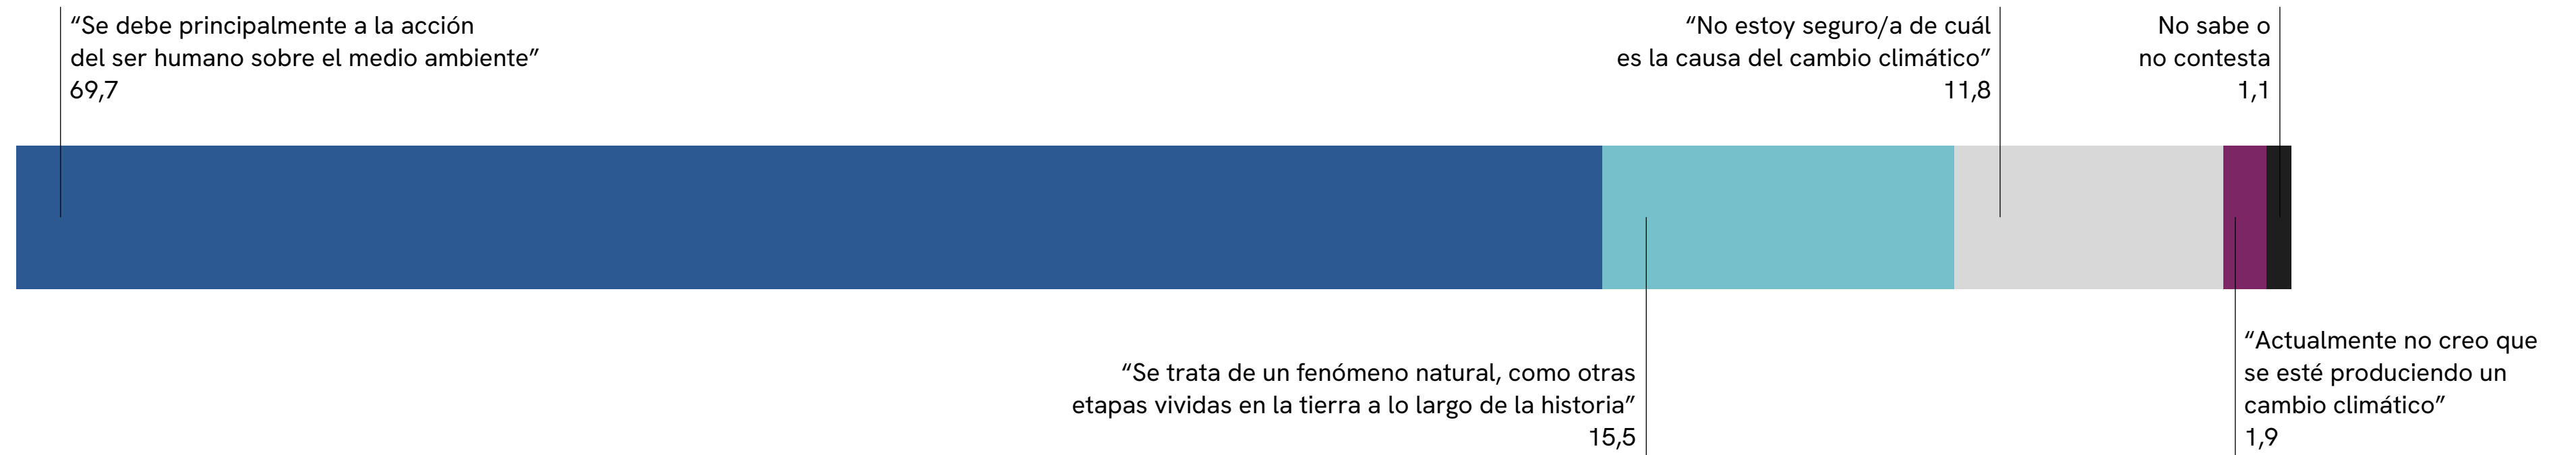 “Se debe principalmente a la acción
del ser humano sobre el medio ambiente”
69,7
“No estoy seguro/a de cuál
es la causa del cambio climático”
11,8
No sabe o
no contesta
1,1
“Se trata de un fenómeno natural, como otras
etapas vividas en la tierra a lo largo de la historia”
15,5
“Actualmente no creo que
se esté produciendo un
cambio climático”
1,9